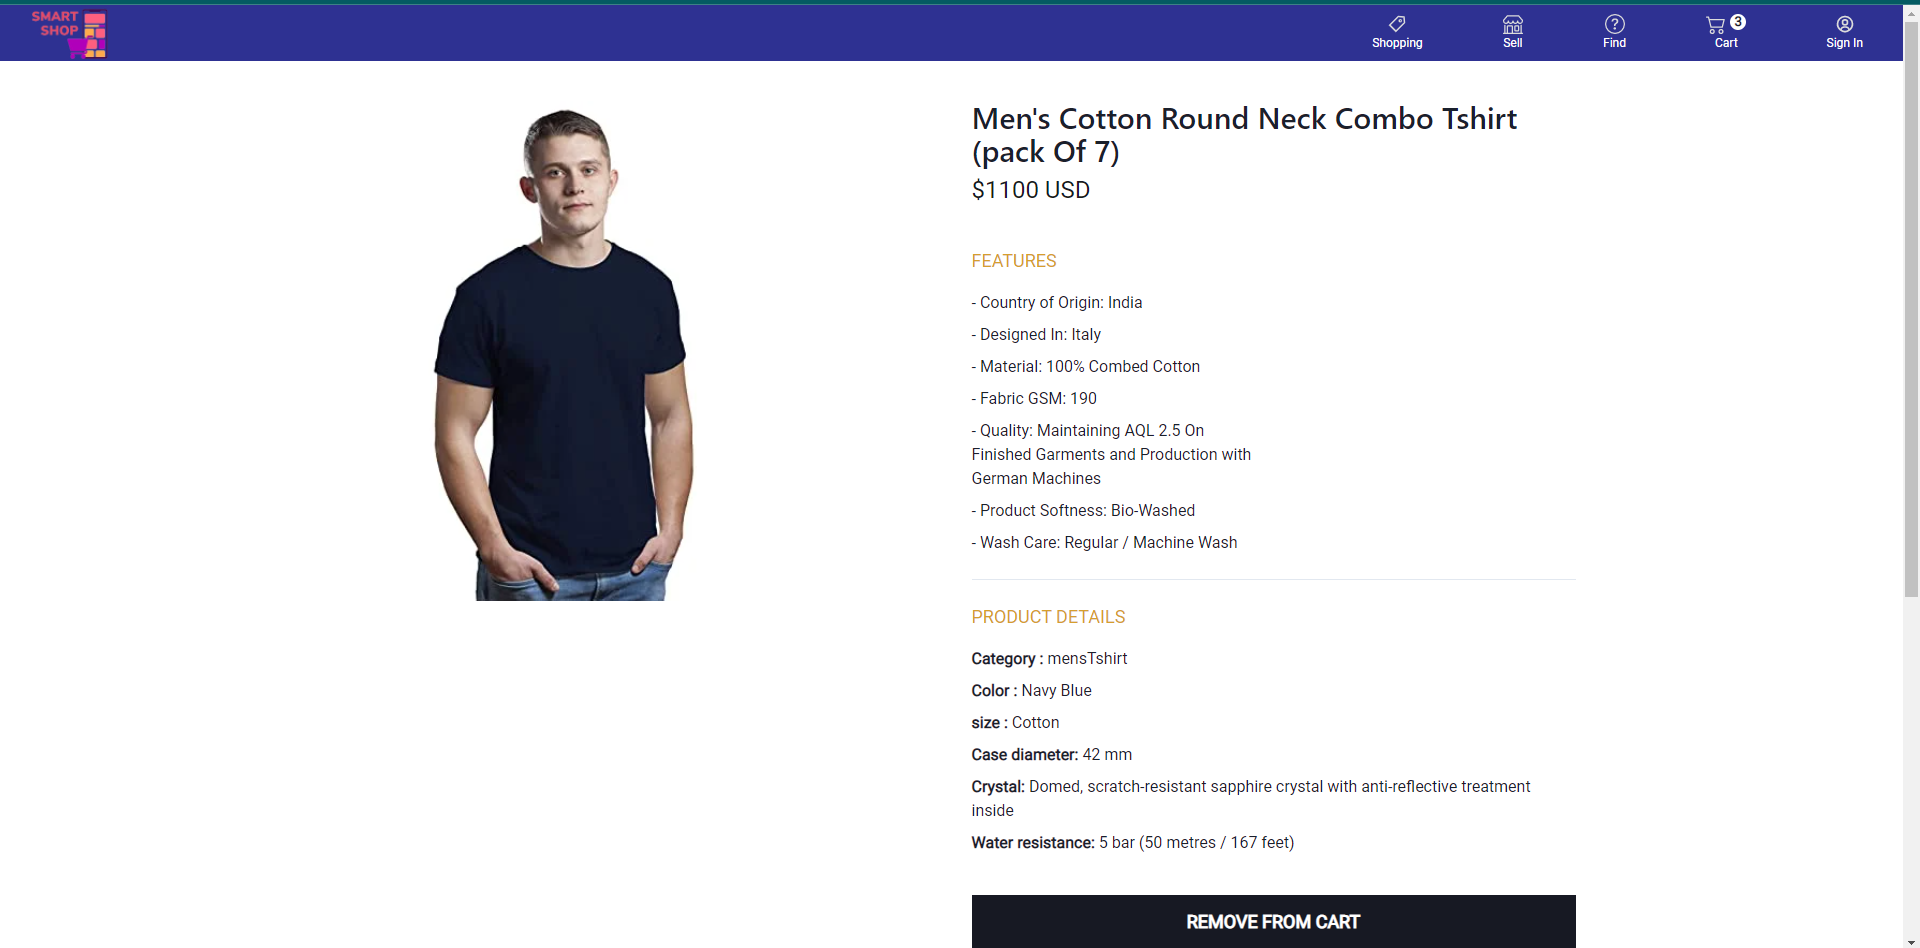 SMART
SHOP
Shopping
Sell
Find
3
Cart
Sign In
Men's Cotton Round Neck Combo Tshirt
(pack Of 7)
$1100 USD
FEATURES
- Country of Origin: India
- Designed In: Italy
- Material: 100% Combed Cotton
- Fabric GSM: 190
- Quality: Maintaining AQL 2.5 On
Finished Garments and Production with
German Machines
- Product Softness: Bio-Washed
- Wash Care: Regular / Machine Wash
PRODUCT DETAILS
Category : mensTshirt
Color : Navy Blue
size : Cotton
Case diameter: 42 mm
Crystal: Domed, scratch-resistant sapphire crystal with anti-reflective treatment
inside
Water resistance: 5 bar (50 metres / 167 feet)
REMOVE FROM CART